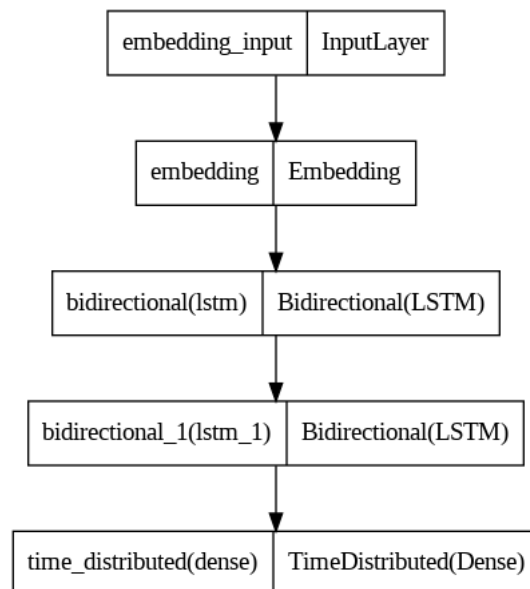 embedding_input InputLayer
embedding Embedding
bidirectional(lstm) Bidirectional(LSTM)
bidirectional_1(lstm_1) Bidirectional(LSTM)
time_distributed(dense) TimeDistributed(Dense)